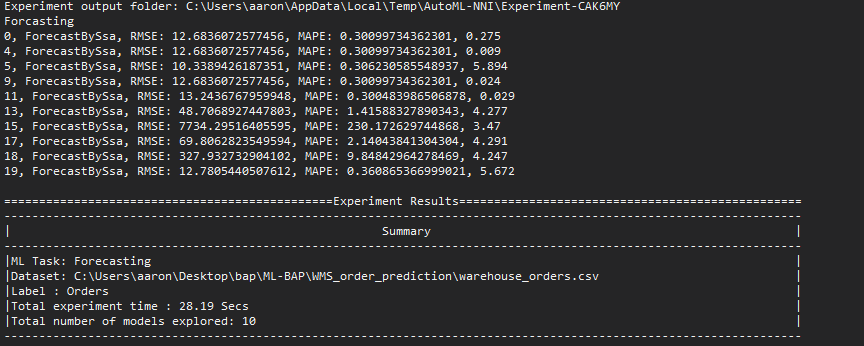 Experiment output folder: C:\Users\aaron\AppData\Local\Temp\AutoML-NNI\Experiment-CAK6MY
Forcasting
0, ForecastBySsa, RMSE: 12.6836072577456, MAPE: 0.30099734362301, 0.275
4, ForecastBySsa, RMSE: 12.6836072577456, MAPE: 0.30099734362301, 0.009
5, ForecastBySsa, RMSE: 10.3389426187351, MAPE: 0.306230585548937, 5.894
9, ForecastBySsa, RMSE: 12.6836072577456, MAPE: 0.30099734362301, 0.024
11, ForecastBySsa, RMSE: 13.2436767959948, MAPE: 0.300483986506878, 0.029
13, ForecastBySsa, RMSE: 48.7068927447803, MAPE: 1.41588327890343, 4.277
15, ForecastBySsa, RMSE: 7734.29516405595, MAPE: 230.172629744868, 3.47
17, ForecastBySsa, RMSE: 69.8062823549594, MAPE: 2.14043841304304, 4.291
18, ForecastBySsa, RMSE: 327.932732904102, MAPE: 9.84842964278469, 4.247
19, ForecastBySsa, RMSE: 12.7805440507612, MAPE: 0.360865366999021, 5.672
===============================================Experiment Results=================================================
------------------------------------------------------------------------------------------------------------------
| Summary |
------------------------------------------------------------------------------------------------------------------
|ML Task: Forecasting |
|Dataset: C:\Users\aaron\Desktop\bap\ML-BAP\WMS_order_prediction\warehouse_orders.csv |
|Label : Orders |
|Total experiment time : 28.19 Secs |
|Total number of models explored: 10 |
------------------------------------------------------------------------------------------------------------------